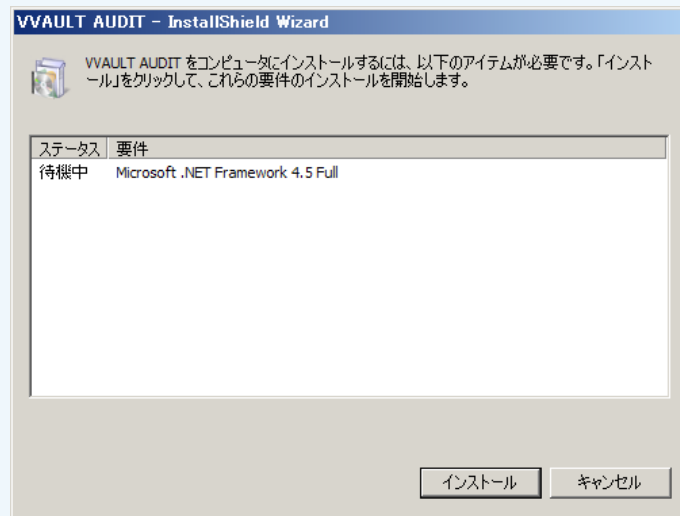 VVAULT AUDIT - InstallShield Wizard
VVAULT AUDIT をコンピュータにインストールするには、以下のアイテムが必要です。「インスト
ール」をクリックして、これらの要件のインストールを開始します。
ステータス 要件
待機中 Microsoft .NET Framework 4.5 Full
インストール キャンセル